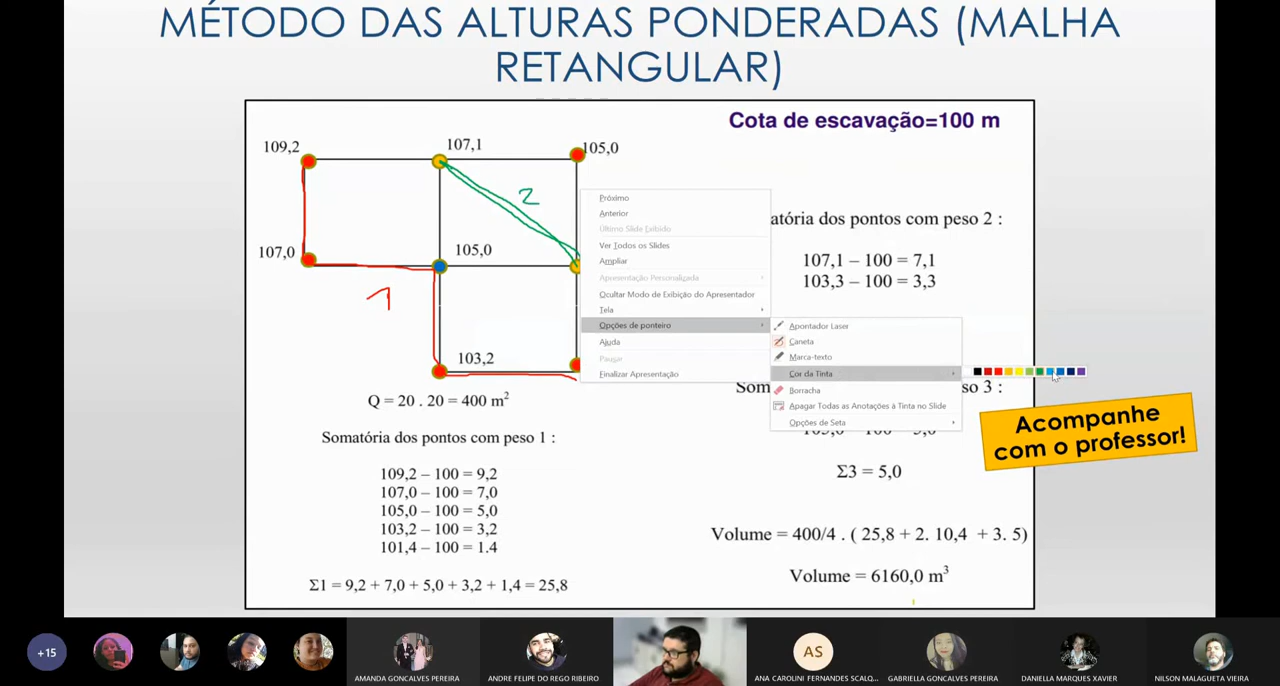 MÉTODO DAS ALTURAS PONDERADAS (MALHA
RETANGULAR)
Cota de escavação=100 m
109,2
107,1
105,0
107,0
105,0
103,2
2
1
Q = 20 . 20 = 400 m²
Somatória dos pontos com peso 1 :
109,2 – 100 = 9,2
107,0 – 100 = 7,0
105,0 – 100 = 5,0
103,2 – 100 = 3,2
101,4 – 100 = 1.4
Σ1 = 9,2 + 7,0 + 5,0 + 3,2 + 1,4 = 25,8
atória dos pontos com peso 2 :
107,1 – 100 = 7,1
103,3 – 100 = 3,3
Som
so 3 :
Σ3 = 5,0
Volume = 400/4 . ( 25,8 + 2. 10,4 + 3. 5)
Volume = 6160,0 m³
Próximo
Anterior
Último Slide Exibido
Ver Todos os Slides
Ampliar
Apresentação Personalizada
Ocultar Modo de Exibição do Apresentador
Tela
Opções de ponteiro
Ajuda
Pausar
Finalizar Apresentação
Apontador Laser
Caneta
Marca-texto
Cor da Tinta
Borracha
Apagar Todas as Anotações à Tinta no Slide
Opções de Seta
Acompanhe
com o professor!
+15
AMANDA GONCALVES PEREIRA
ANDRE FELIPE DO REGO RIBEIRO
AS
ANA CAROLINI FERNANDES SCALQ...
GABRIELLA GONÇALVES PEREIRA
DANIELLA MARQUES XAVIER
NILSON MALAGUETA VIEIRA